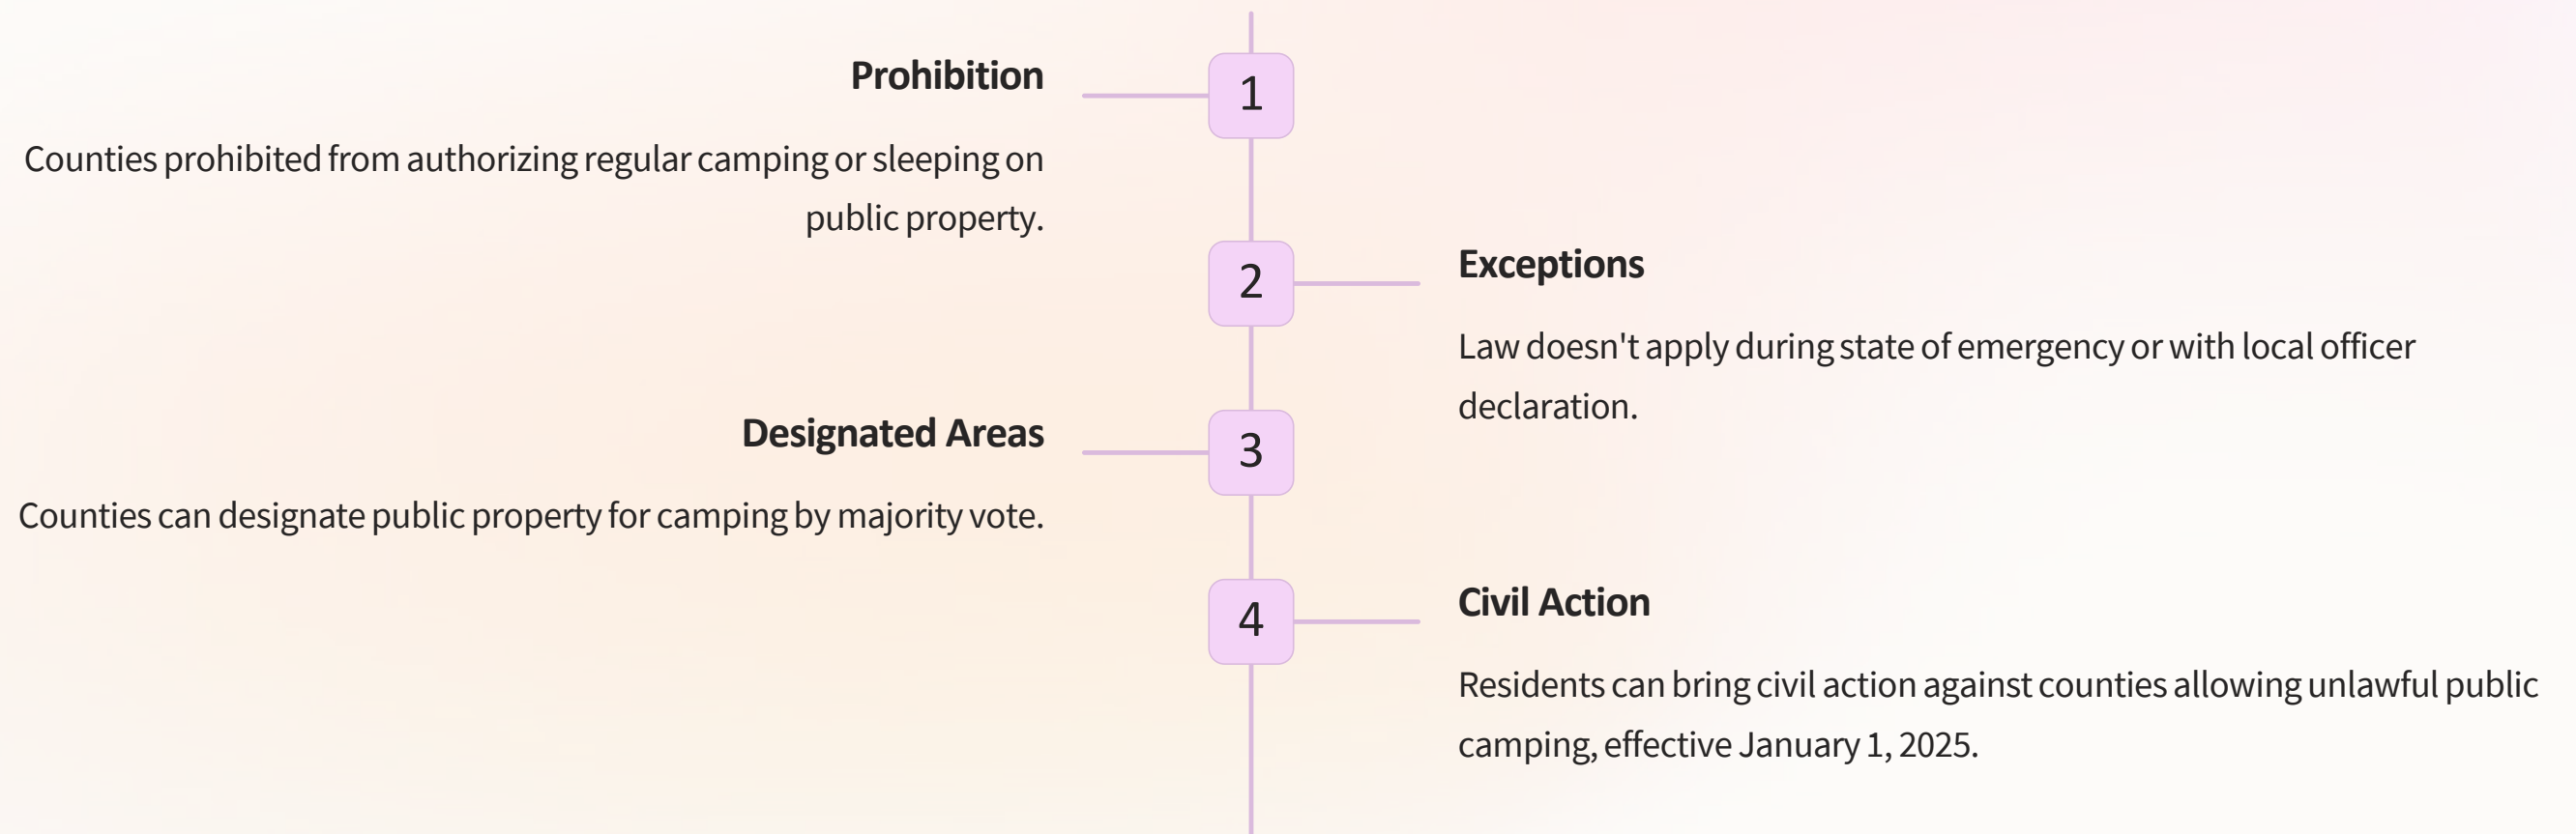 Prohibition
1
Counties prohibited from authorizing regular camping or sleeping on
public property.
2
Exceptions
Law doesn't apply during state of emergency or with local officer
declaration.
Designated Areas
3
Counties can designate public property for camping by majority vote.
4
Civil Action
Residents can bring civil action against counties allowing unlawful public
camping, effective January 1, 2025.